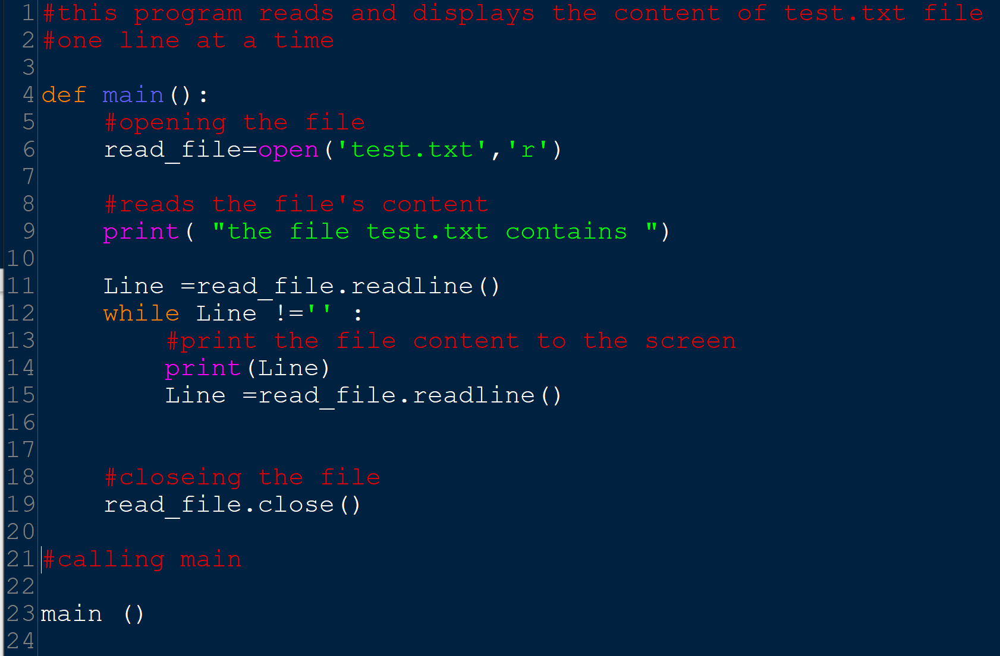 1 #this program reads and displays the content of test.txt file
2 #one line at a time
3
4 def main():
5     #opening the file
6     read_file=open('test.txt','r')
7
8     #reads the file's content
9     print( "the file test.txt contains ")
10
11     Line =read_file.readline()
12     while Line !='' :
13         #print the file content to the screen
14         print(Line)
15         Line =read_file.readline()
16
17
18     #closeing the file
19     read_file.close()
20
21 #calling main
22
23 main ()
24